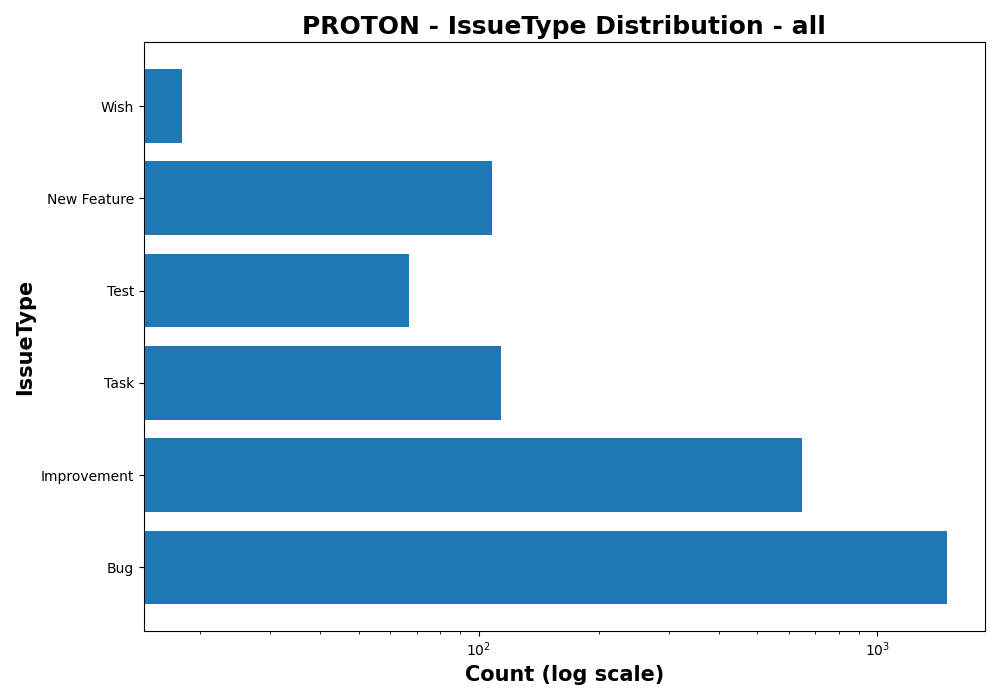 PROTON - IssueType Distribution - all
IssueType
Wish
New Feature
Test
Task
Improvement
Bug
10²
10³
Count (log scale)